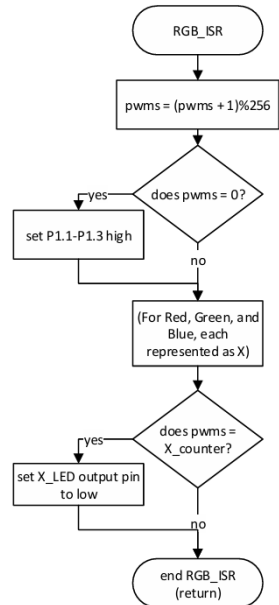 RGB_ISR
pwms = (pwms + 1)%256
does pwms = 0?
yes
set P1.1-P1.3 high
no
(For Red, Green, and
Blue, each
represented as X)
does pwms =
X_counter?
yes
set X_LED output pin
to low
no
end RGB_ISR
(return)